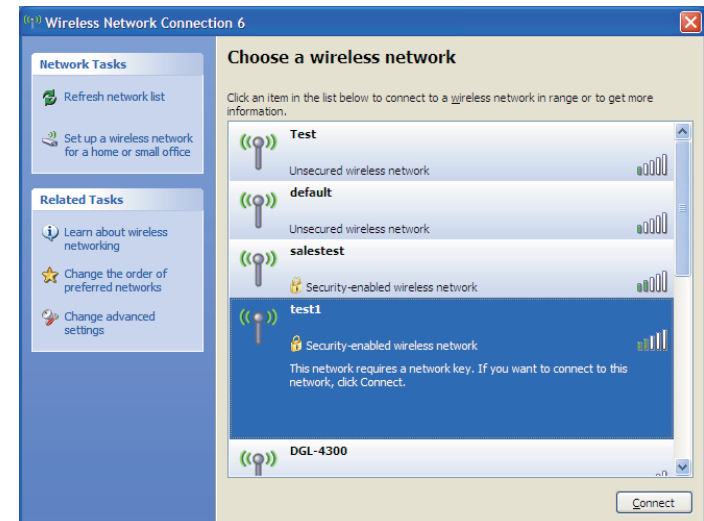 Wireless Network Connection 6
Network Tasks
Refresh network list
Set up a wireless network
for a home or small office
Related Tasks
Learn about wireless
networking
Change the order of
preferred networks
Change advanced
settings
Choose a wireless network
Click an item in the list below to connect to a wireless network in range or to get more
information.
Test
Unsecured wireless network
default
Unsecured wireless network
salestest
Security-enabled wireless network
test1
Security-enabled wireless network
This network requires a network key. If you want to connect to this
network, click Connect.
DGL-4300
Connect